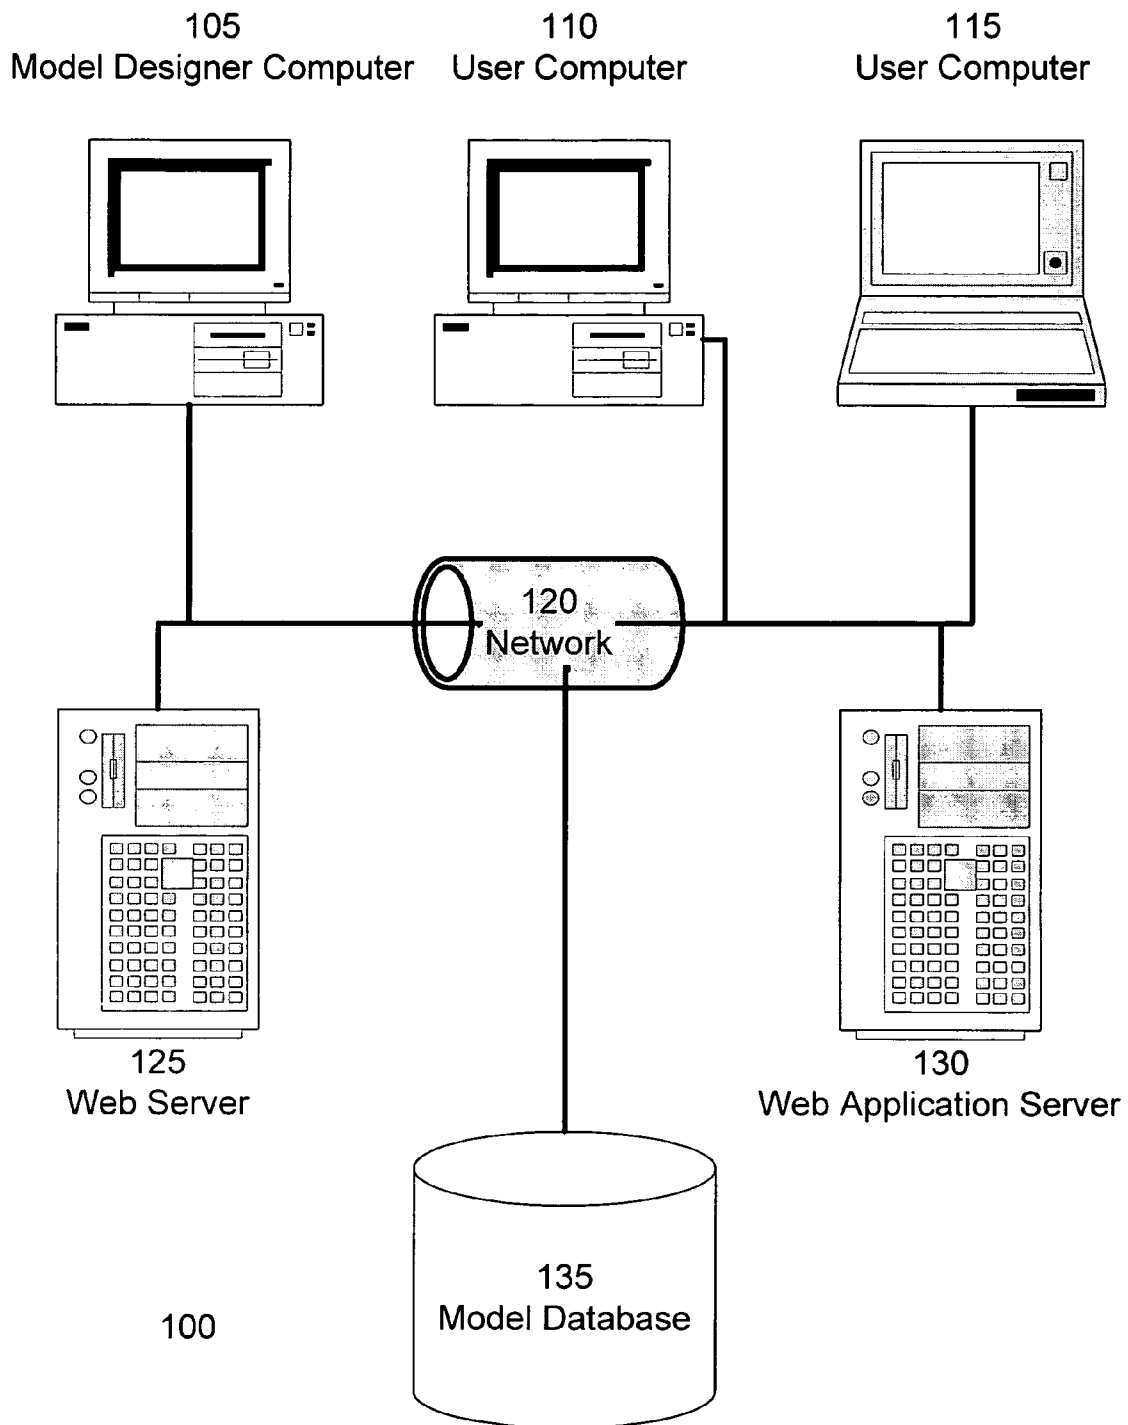 105
Model Designer Computer
110
User Computer
115
User Computer
120
Network
125
Web Server
130
Web Application Server
135
Model Database
100